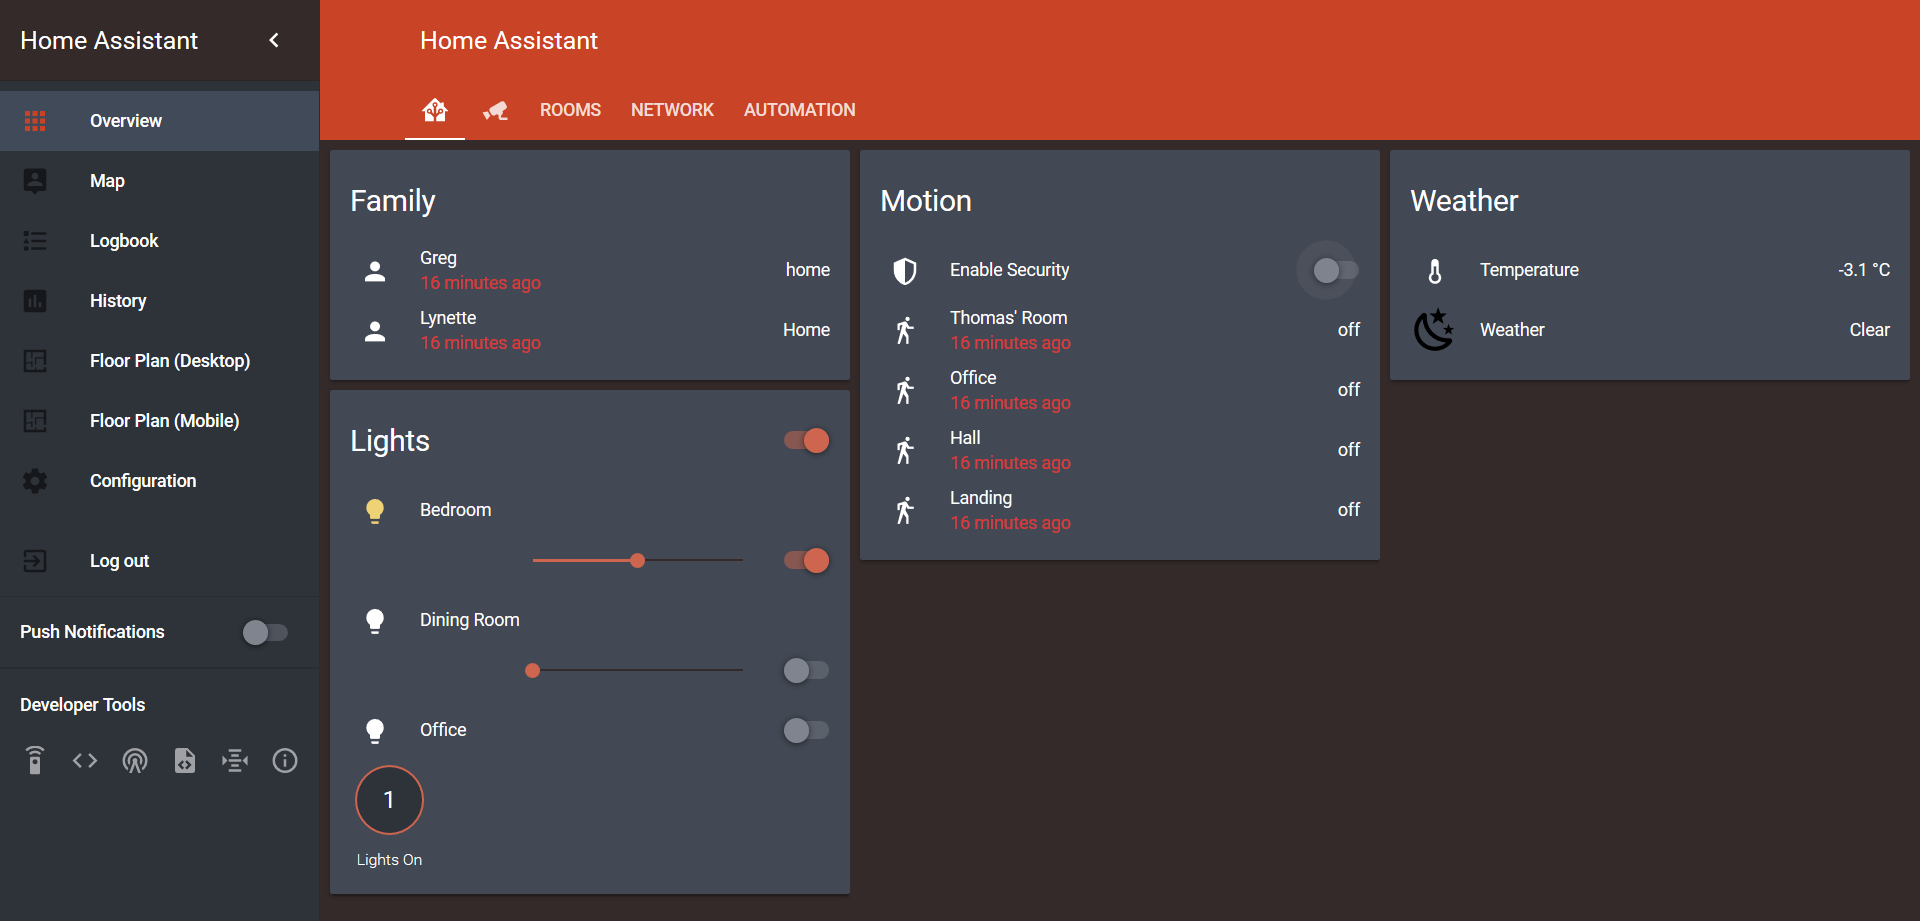 Home Assistant
Overview
Map
Logbook
History
Floor Plan (Desktop)
Floor Plan (Mobile)
Configuration
Log out
Push Notifications
Developer Tools
Home Assistant
ROOMS NETWORK AUTOMATION
Family
Greg
16 minutes ago
home
Lynette
16 minutes ago
Home
Lights
Bedroom
Dining Room
Office
1
Lights On
Motion
Enable Security
Thomas' Room
16 minutes ago
off
Office
16 minutes ago
off
Hall
16 minutes ago
off
Landing
16 minutes ago
off
Weather
Temperature -3.1 °C
Weather Clear